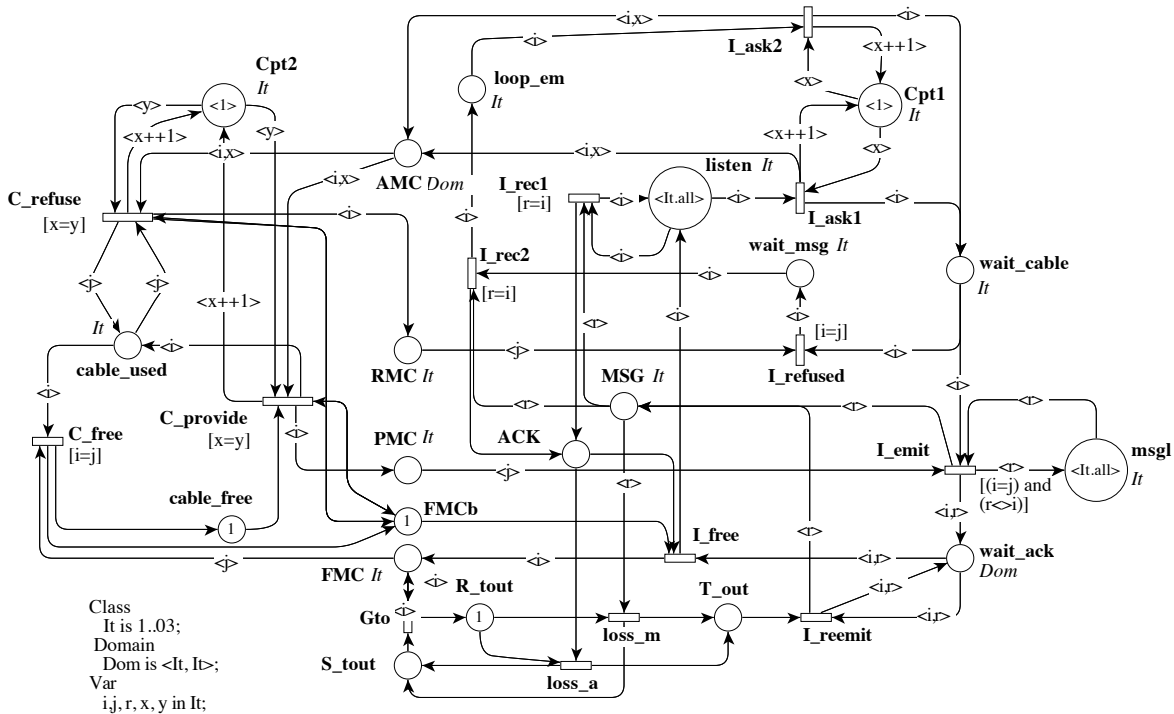 <i,x>
<i>
I_ask2
<x++1>
<i>
Cpt2
It
loop_em
It
<x>
Cpt1
It
<1>
<1>
<y>
<y>
<x++1>
<x++1>
<x>
<i,x>
<i,x>
<i,x>
AMC Dom
listen It
I_rec1
[r=i]
<i>
<It.all>
<i>
<i>
I_ask1
<i>
C_refuse
[x=y]
<i>
<i>
<i>
wait_msg It
I_rec2
[r=i]
<i>
wait_cable
It
<j>
<j>
<x++1>
<r>
<i>
<i>
[i=j]
It
cable_used
<i>
RMC It
<j>
MSG It
I_refused
<i>
<i>
C_provide
[x=y]
<i>
<r>
<r>
<r>
C_free
[i=j]
PMC It
ACK
<j>
I_emit
<r>
[(i=j) and
(r<>i)]
<It.all>
msgl
It
<r>
cable_free
1
1
FMCb
<r>
<i,r>
I_free
<j>
FMC It
<i>
<i,r>
wait_ack
Dom
<i>
R_tout
T_out
<i,r>
Class
It is 1..03;
Domain
Dom is <It, It>;
Var
i,j, r, x, y in It;
Gto
<i>
1
loss_m
I_reemit
<i,r>
S_tout
loss_a